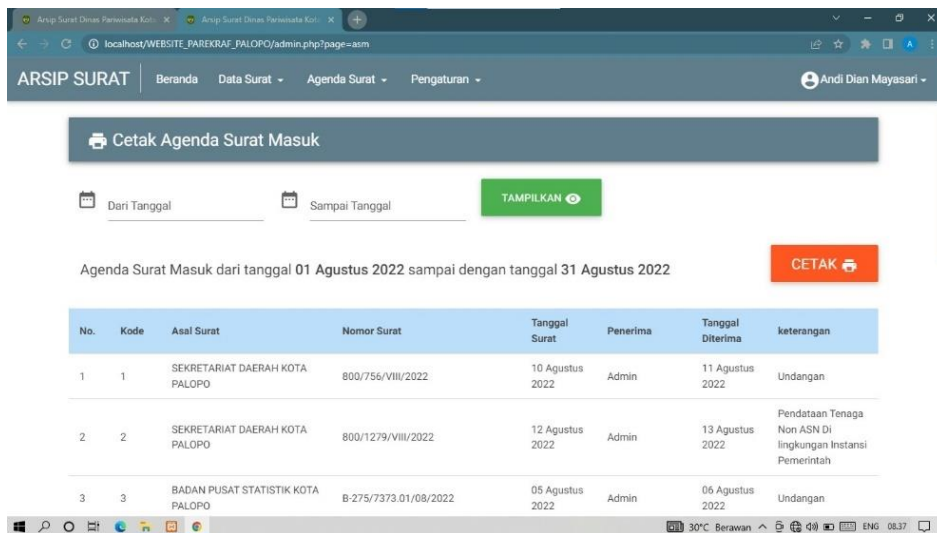 Arsip Surat Dinas Pariwisata Kota
Arsip Surat Dinas Pariwisata Kota
localhost/WEBSITE_PAREKRAF_PALOPO/admin.php?page=asm
A
ARSIP SURAT
Beranda
Data Surat
Agenda Surat
Pengaturan
Andi Dian Mayasari
Cetak Agenda Surat Masuk
Dari Tanggal
Sampai Tanggal
TAMPILKAN
Agenda Surat Masuk dari tanggal 01 Agustus 2022 sampai dengan tanggal 31 Agustus 2022
CETAK
No. Kode Asal Surat Nomor Surat Tanggal Surat Penerima Tanggal Diterima keterangan
1 1 SEKRETARIAT DAERAH KOTA PALOPO 800/756/VIII/2022 10 Agustus 2022 Admin 11 Agustus 2022 Undangan
2 2 SEKRETARIAT DAERAH KOTA PALOPO 800/1279/VIII/2022 12 Agustus 2022 Admin 13 Agustus 2022 Pendataan Tenaga Non ASN Di lingkungan Instansi Pemerintah
3 3 BADAN PUSAT STATISTIK KOTA PALOPO B-275/7373.01/08/2022 05 Agustus 2022 Admin 06 Agustus 2022 Undangan
30°C Berawan
ENG
08.37